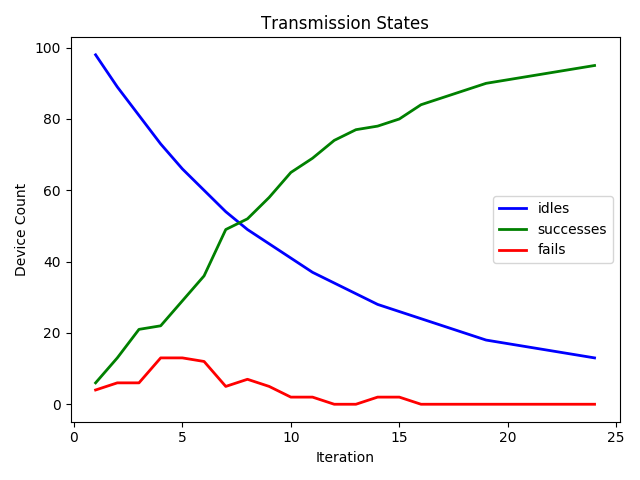 Transmission States
Device Count
100
80
60
40
20
0
idles
successes
fails
0 5 10 15 20 25
Iteration